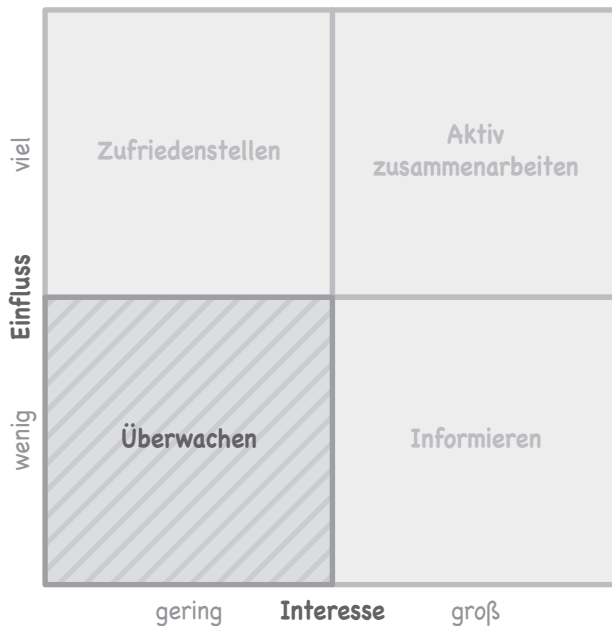 viel
Zufriedenstellen
Aktiv
zusammenarbeiten
Einfluss
wenig
Überwachen
Informieren
gering Interesse groß